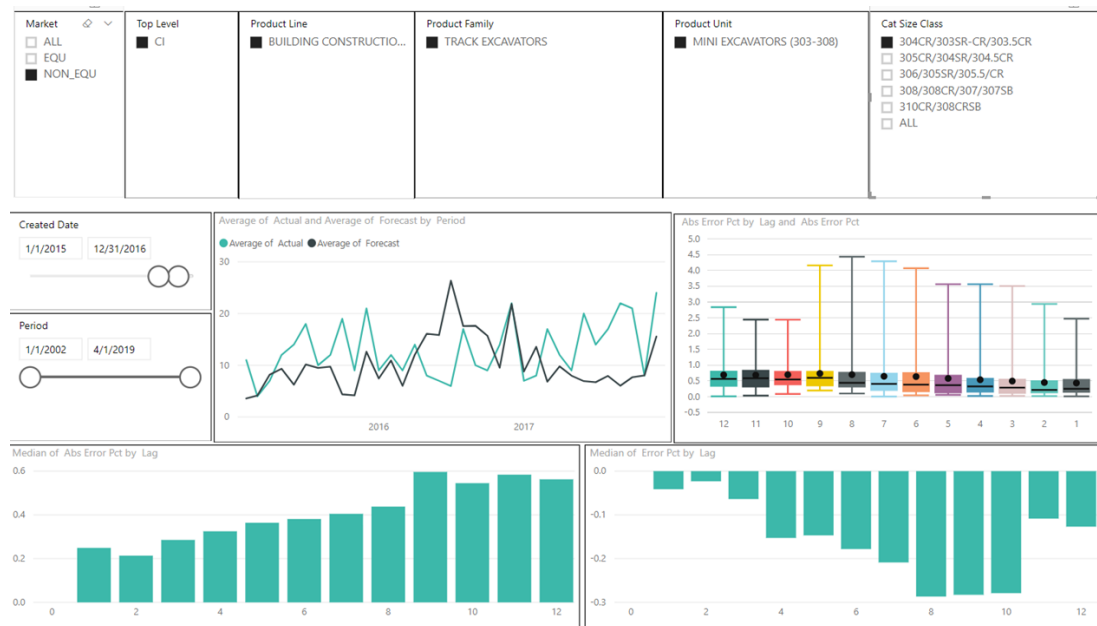 Market
ALL
EQU
NON_EQU
Top Level
CI
Product Line
BUILDING CONSTRUCTIO...
Product Family
TRACK EXCAVATORS
Product Unit
MINI EXCAVATORS (303-308)
Cat Size Class
304CR/303SR-CR/303.5CR
305CR/304SR/304.5CR
306/305SR/305.5/CR
308/308CR/307/307SB
310CR/308CRSB
ALL
Created Date
1/1/2015 12/31/2016
Period
1/1/2002 4/1/2019
Average of Actual and Average of Forecast by Period
Average of Actual Average of Forecast
30
20
10
0
2016 2017
Abs Error Pct by Lag and Abs Error Pct
5.0
4.5
4.0
3.5
3.0
2.5
2.0
1.5
1.0
0.5
0.0
-0.5
12 11 10 9 8 7 6 5 4 3 2 1
Median of Abs Error Pct by Lag
0.6
0.4
0.2
0.0
0 2 4 6 8 10 12
Median of Error Pct by Lag
0.0
-0.1
-0.2
-0.3
0 2 4 6 8 10 12